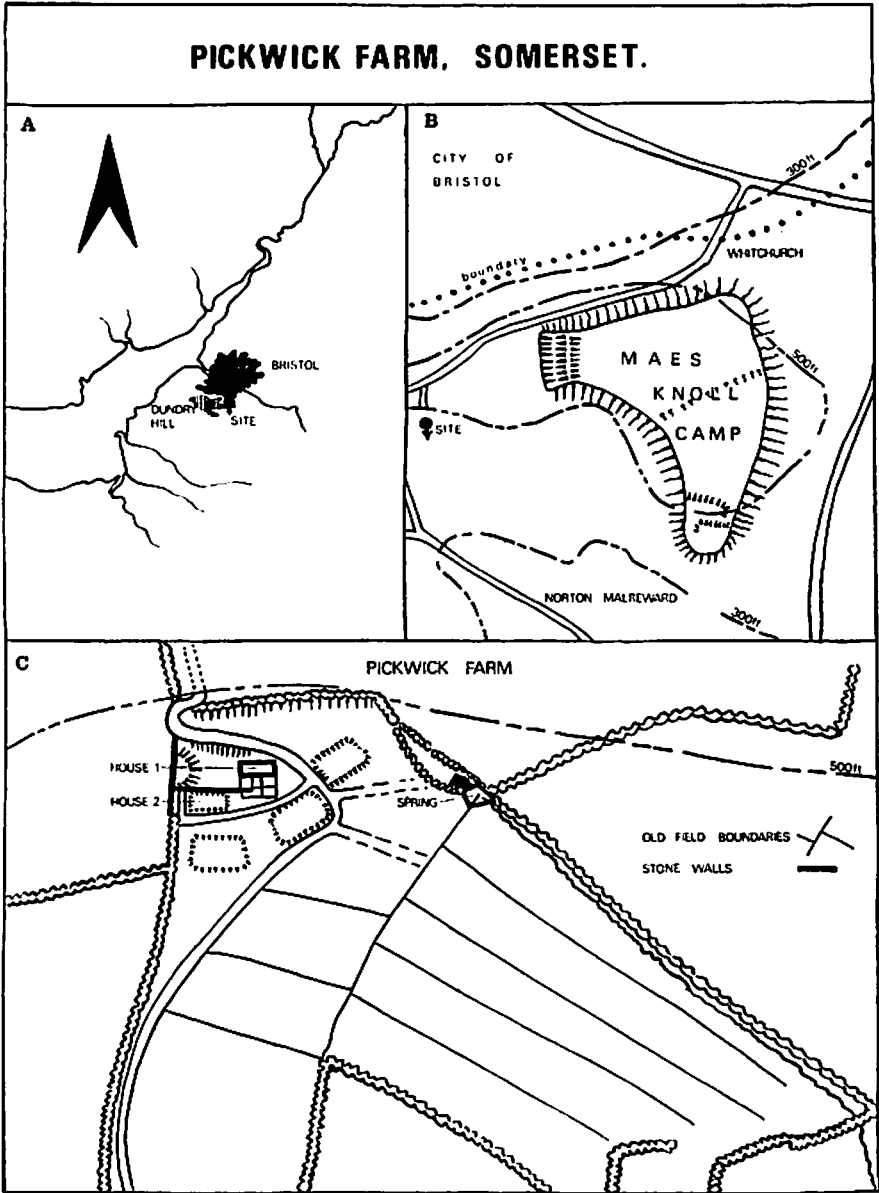 PICKWICK FARM, SOMERSET.
A
BRISTOL
DUNDRY
HILL
SITE
B
CITY OF
BRISTOL
300ft
boundary
WHITCHURCH
500ft
MAES
KNOLL
CAMP
SITE
NORTON MALREWARD
300ft
C
PICKWICK FARM
500ft
HOUSE 1
HOUSE 2
SPRING
OLD FIELD BOUNDARIES
STONE WALLS